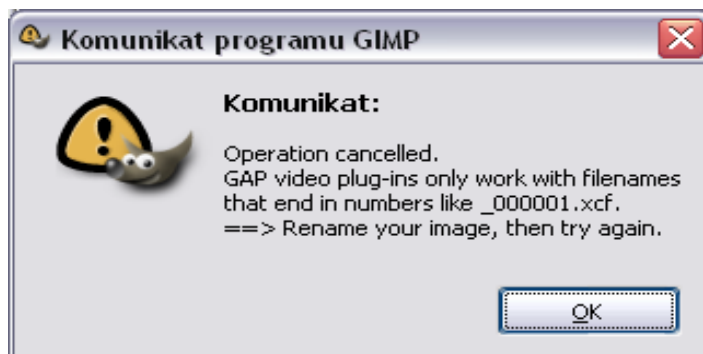 Komunikat programu GIMP
Komunikat:
Operation cancelled.
GAP video plug-ins only work with filenames
that end in numbers like _000001.xcf.
==> Rename your image, then try again.
OK